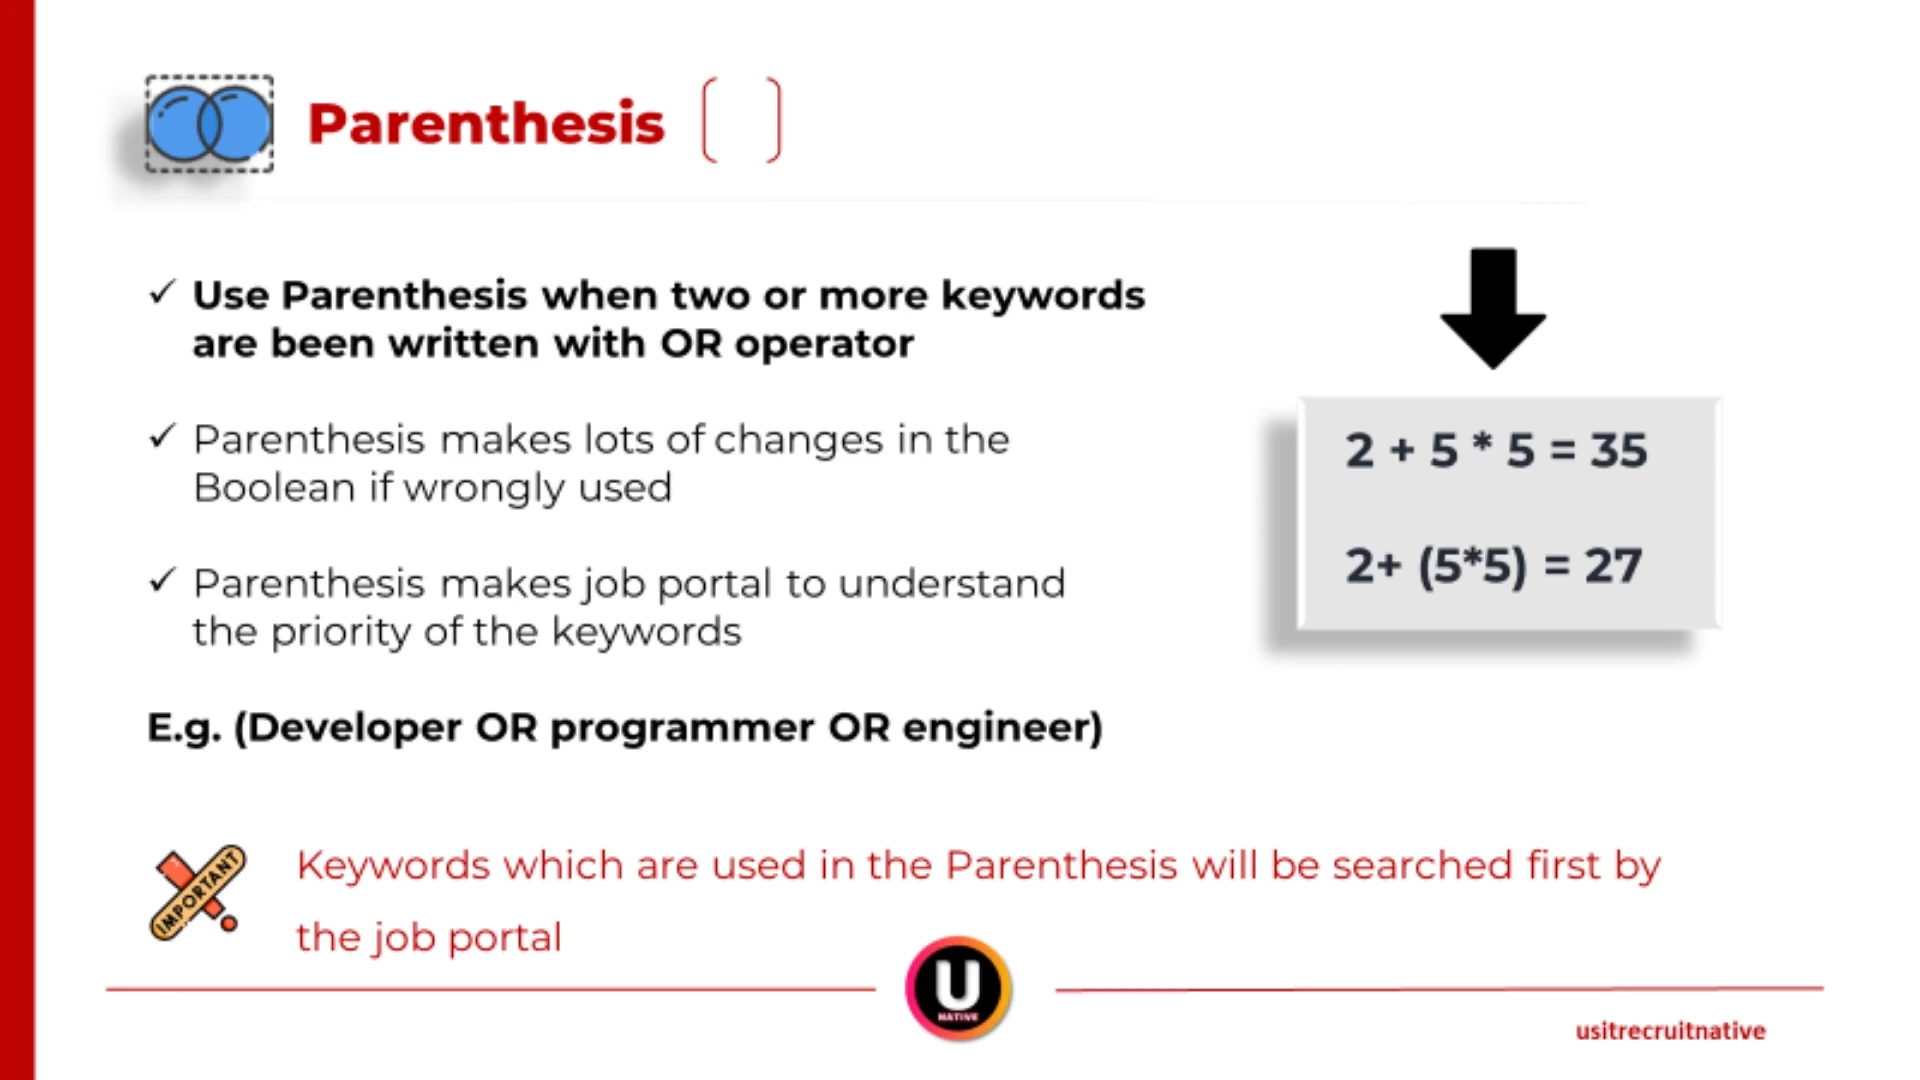 Parenthesis ( )
✓ Use Parenthesis when two or more keywords
are been written with OR operator
✓ Parenthesis makes lots of changes in the
Boolean if wrongly used
✓ Parenthesis makes job portal to understand
the priority of the keywords
E.g. (Developer OR programmer OR engineer)
2 + 5 * 5 = 35
2+ (5*5) = 27
IMPORTANT
Keywords which are used in the Parenthesis will be searched first by
the job portal
U
NATIVE
usitrecruitnative